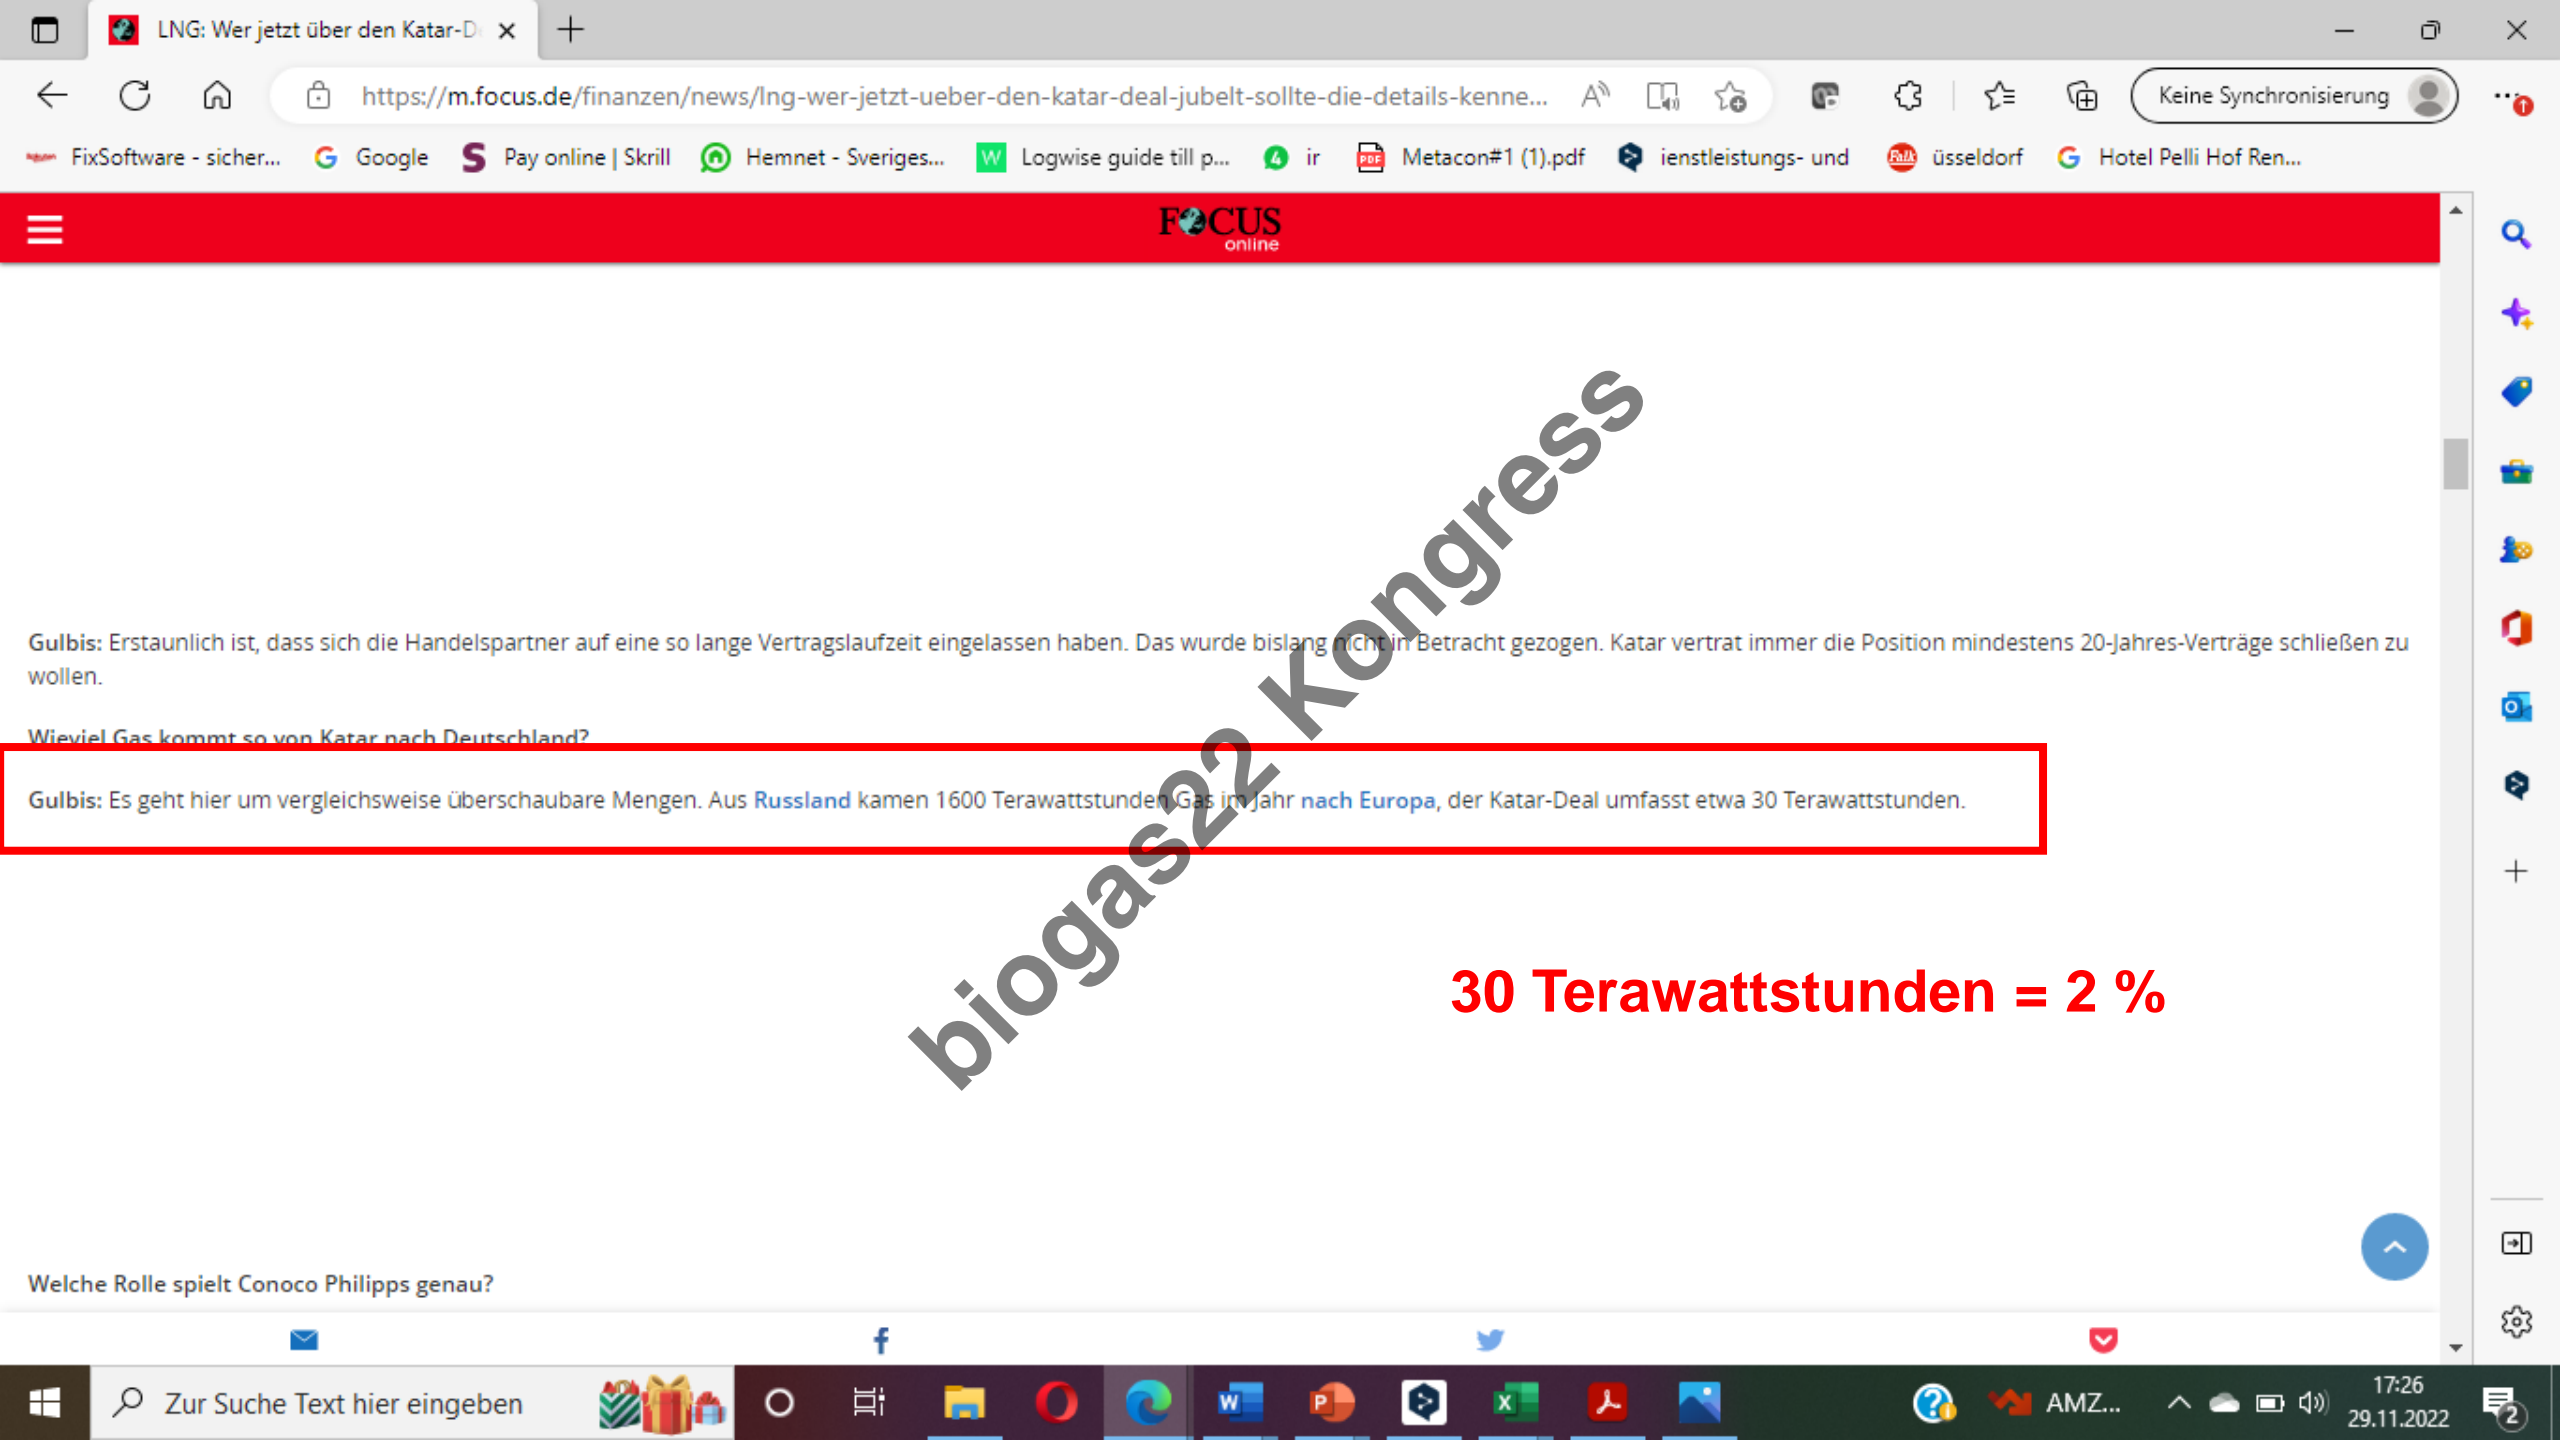 LNG: Wer jetzt über den Katar-D
https://m.focus.de/finanzen/news/lng-wer-jetzt-ueber-den-katar-deal-jubelt-sollte-die-details-kenne...
Keine Synchronisierung
FixSoftware - sicher...
Google
Pay online | Skrill
Hemnet - Sveriges...
Logwise guide till p...
ir
Metacon#1 (1).pdf
ienstleistungs- und
üsseldorf
Hotel Pelli Hof Ren...
FOCUS
online
Gulbis: Erstaunlich ist, dass sich die Handelspartner auf eine so lange Vertragslaufzeit eingelassen haben. Das wurde bislang nicht in Betracht gezogen. Katar vertrat immer die Position mindestens 20-Jahres-Verträge schließen zu
wollen.
Wieviel Gas kommt so von Katar nach Deutschland?
Gulbis: Es geht hier um vergleichsweise überschaubare Mengen. Aus Russland kamen 1600 Terawattstunden Gas im Jahr nach Europa, der Katar-Deal umfasst etwa 30 Terawattstunden.
biogas22 Kongress
30 Terawattstunden = 2 %
Welche Rolle spielt Conoco Philipps genau?
Zur Suche Text hier eingeben
AMZ...
17:26
29.11.2022
2